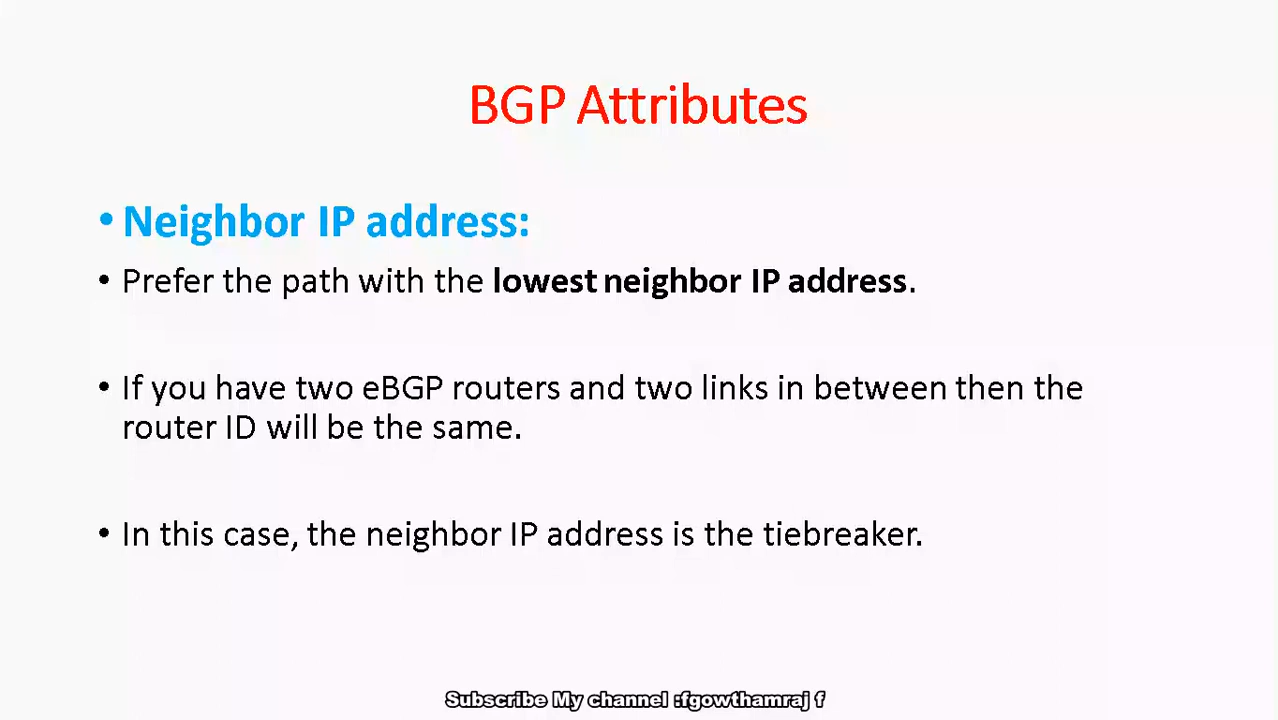 BGP Attributes
• Neighbor IP address:
• Prefer the path with the lowest neighbor IP address.
• If you have two eBGP routers and two links in between then the
router ID will be the same.
• In this case, the neighbor IP address is the tiebreaker.
Subscribe My channel :fgowthamraj f